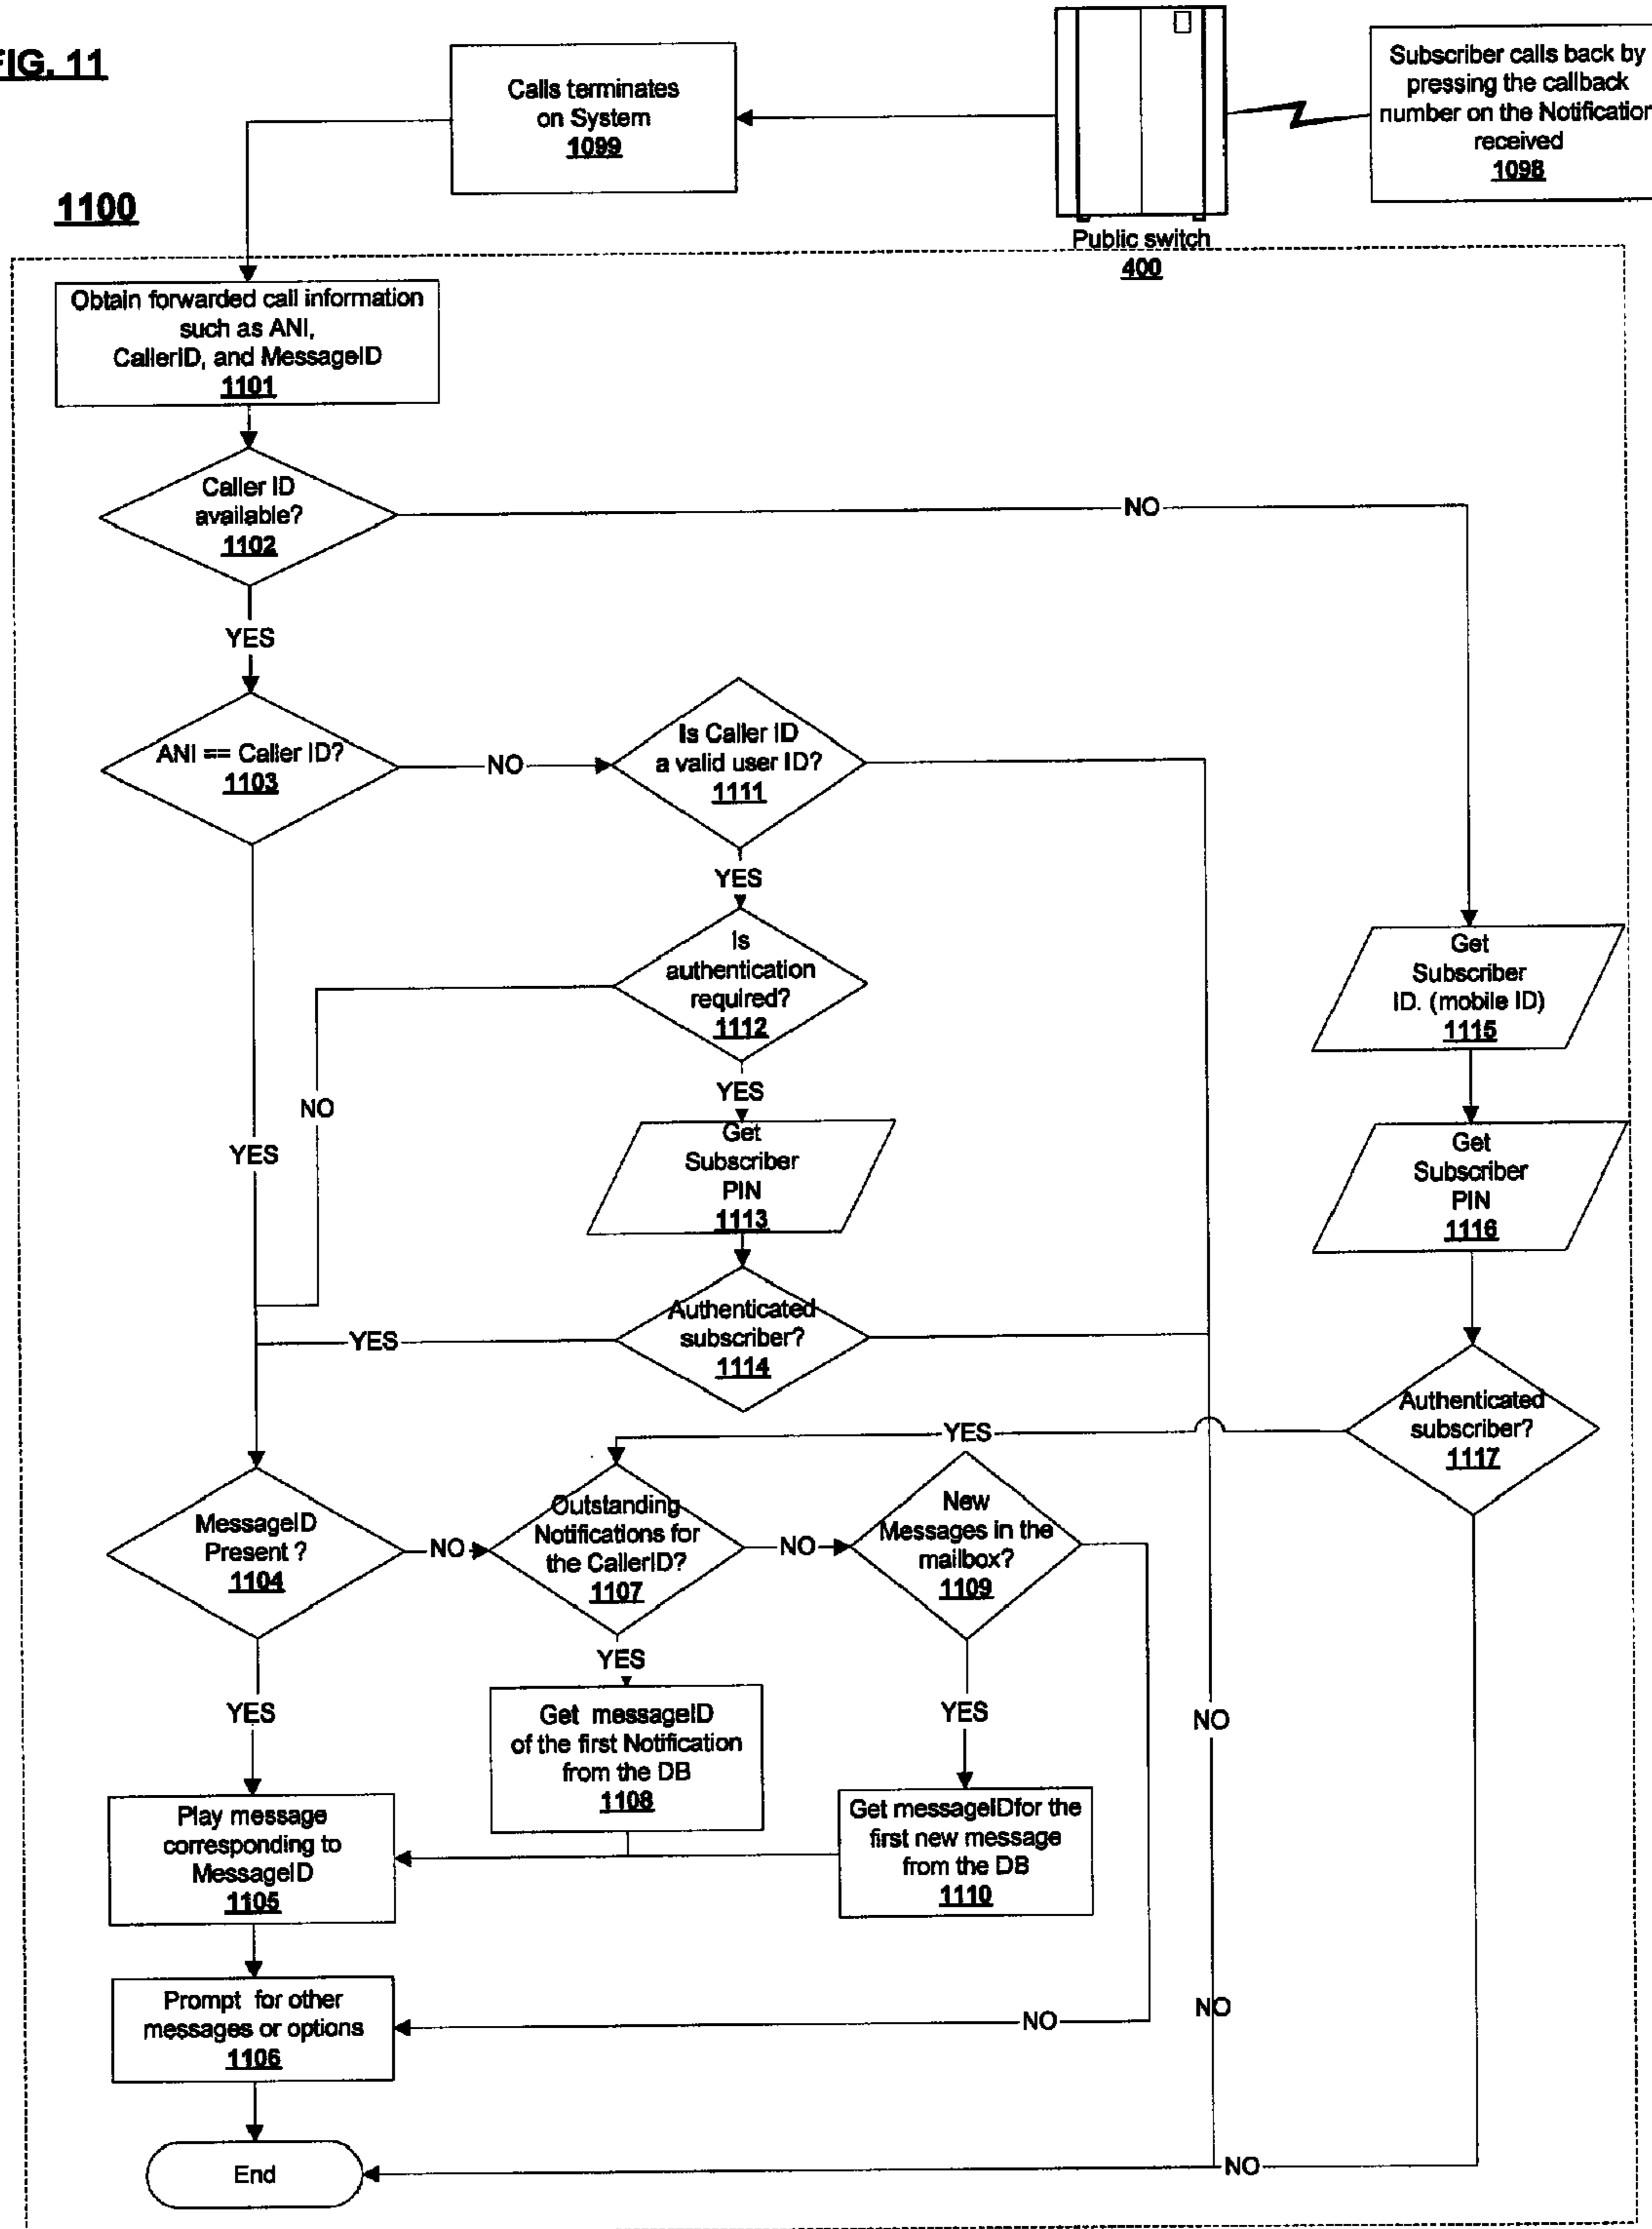 FIG. 11
Calls terminates
on System
1099
Public switch
400
Subscriber calls back by
pressing the callback
number on the Notification
received
1098
1100
Obtain forwarded call information
such as ANI,
CallerID, and MessageID
1101
Caller ID
available?
1102
NO
YES
ANI == Caller ID?
1103
NO
Is Caller ID
a valid user ID?
1111
YES
Is
authentication
required?
1112
NO
YES
YES
Get
Subscriber
PIN
1113
Get
Subscriber
ID. (mobile ID)
1115
Get
Subscriber
PIN
1116
Authenticated
subscriber?
1114
YES
Authenticated
subscriber?
1117
YES
MessageID
Present ?
1104
NO
Outstanding
Notifications for
the CallerID?
1107
NO
New
Messages in the
mailbox?
1109
YES
YES
YES
NO
Get messageID
of the first Notification
from the DB
1108
Get messageIDfor the
first new message
from the DB
1110
Play message
corresponding to
MessageID
1105
Prompt for other
messages or options
1106
NO
NO
End
NO